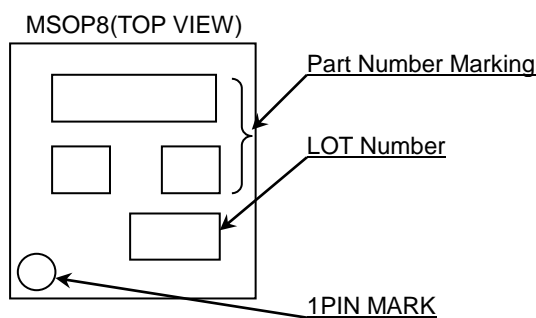 MSOP8(TOP VIEW)
Part Number Marking
LOT Number
1PIN MARK